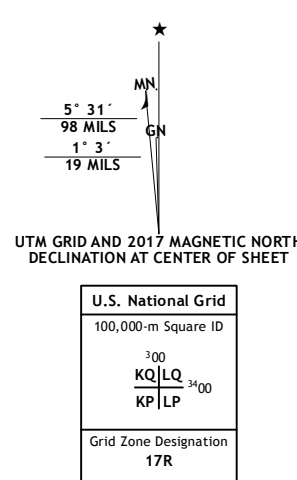 ★
MN.
5° 31´
98 MILS
GN
1° 3´
19 MILS
UTM GRID AND 2017 MAGNETIC NORTH
DECLINATION AT CENTER OF SHEET
U.S. National Grid
100,000-m Square ID
300
KQ LQ
3400
KP LP
Grid Zone Designation
17R